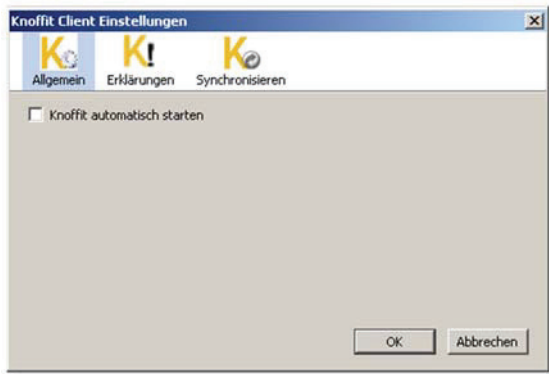 Knoffit Client Einstellungen
K K! K
Allgemein Erklärungen Synchronisieren
Knoffit automatisch starten
OK Abbrechen